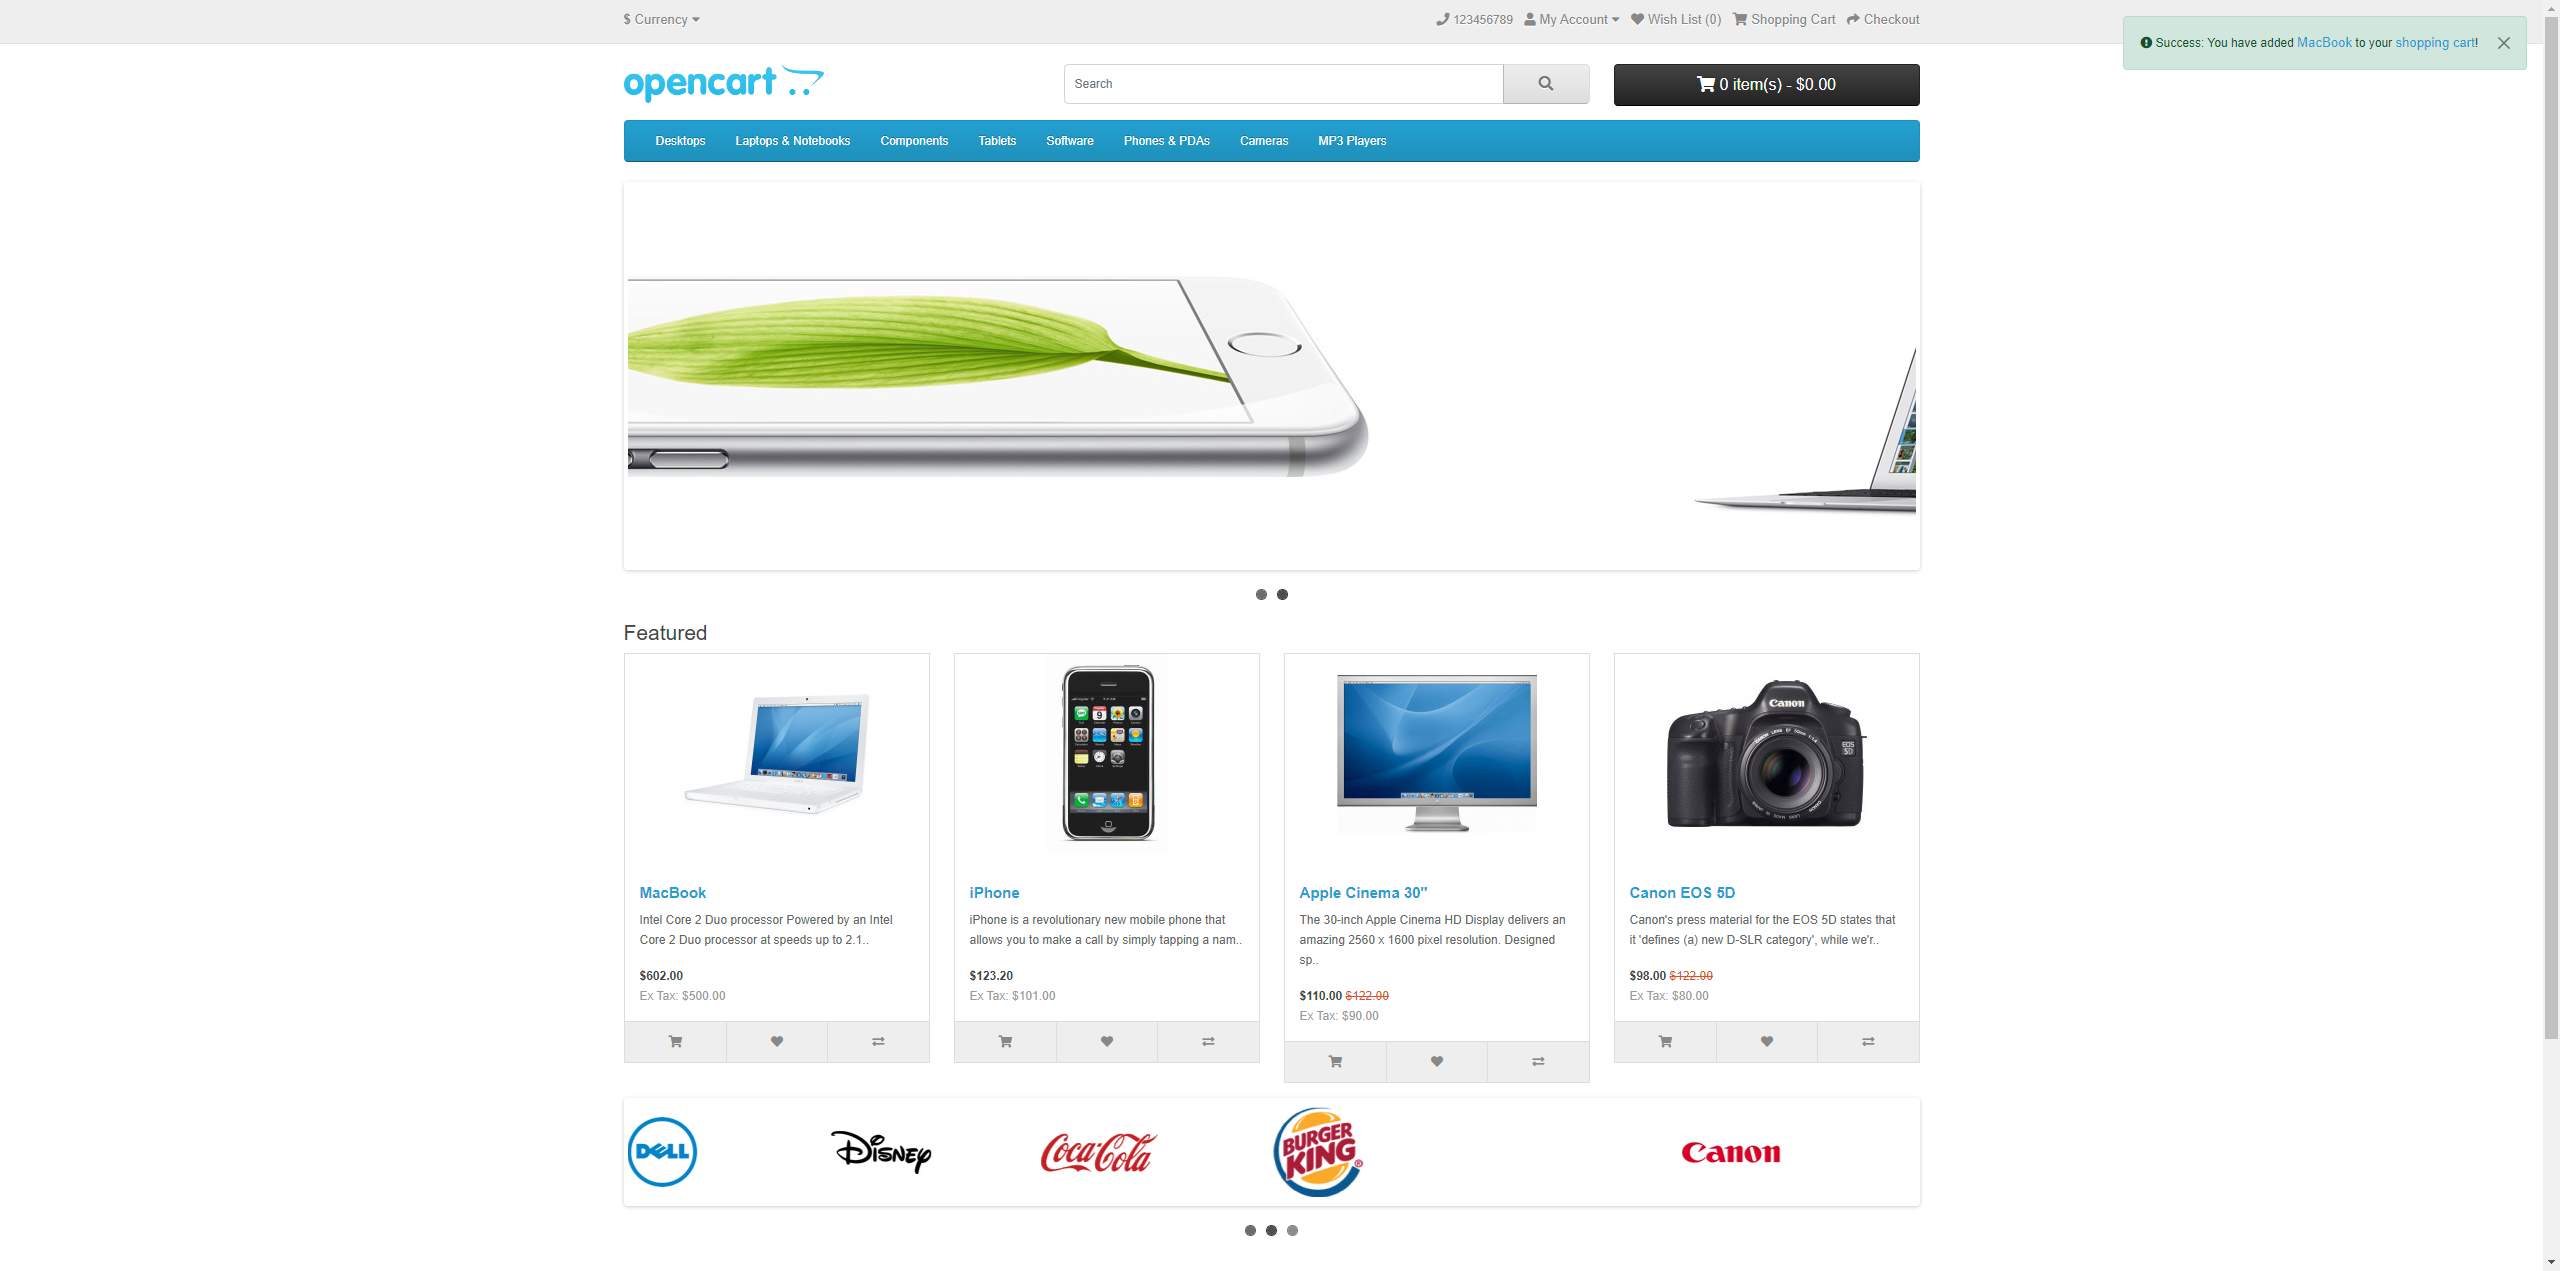 $ Currency
123456789 My Account Wish List (0) Shopping Cart Checkout
Success: You have added MacBook to your shopping cart!
opencart
Search
0 item(s) - $0.00
Desktops Laptops & Notebooks Components Tablets Software Phones & PDAs Cameras MP3 Players
Featured
Canon
EOS
5D
MacBook
Intel Core 2 Duo processor Powered by an Intel
Core 2 Duo processor at speeds up to 2.1..
$602.00
Ex Tax: $500.00
iPhone
iPhone is a revolutionary new mobile phone that
allows you to make a call by simply tapping a nam..
$123.20
Ex Tax: $101.00
Apple Cinema 30"
The 30-inch Apple Cinema HD Display delivers an
amazing 2560 x 1600 pixel resolution. Designed
sp..
$110.00 $122.00
Ex Tax: $90.00
Canon EOS 5D
Canon's press material for the EOS 5D states that
it 'defines (a) new D-SLR category', while we'r..
$98.00 $122.00
Ex Tax: $80.00
DELL
Disney
Coca-Cola
BURGER
KING
Canon